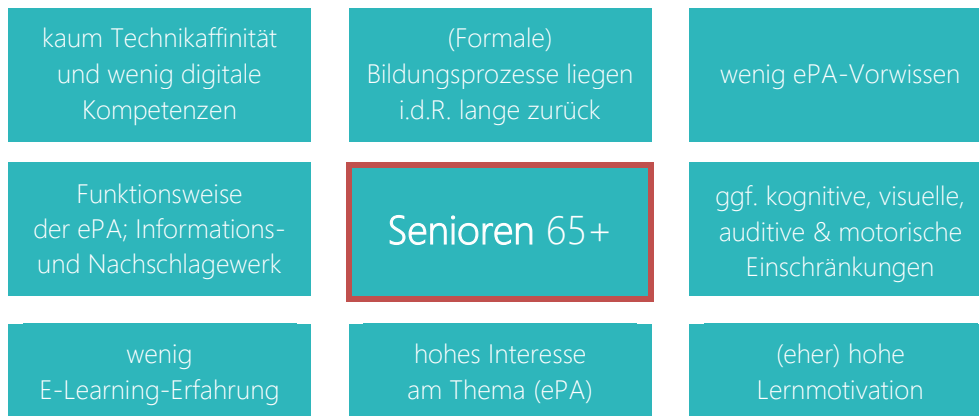 kaum Technikaffinität
und wenig digitale
Kompetenzen
(Formale)
Bildungsprozesse liegen
i.d.R. lange zurück
wenig ePA-Vorwissen
Funktionsweise
der ePA; Informations-
und Nachschlagewerk
Senioren 65+
ggf. kognitive, visuelle,
auditive & motorische
Einschränkungen
wenig
E-Learning-Erfahrung
hohes Interesse
am Thema (ePA)
(eher) hohe
Lernmotivation